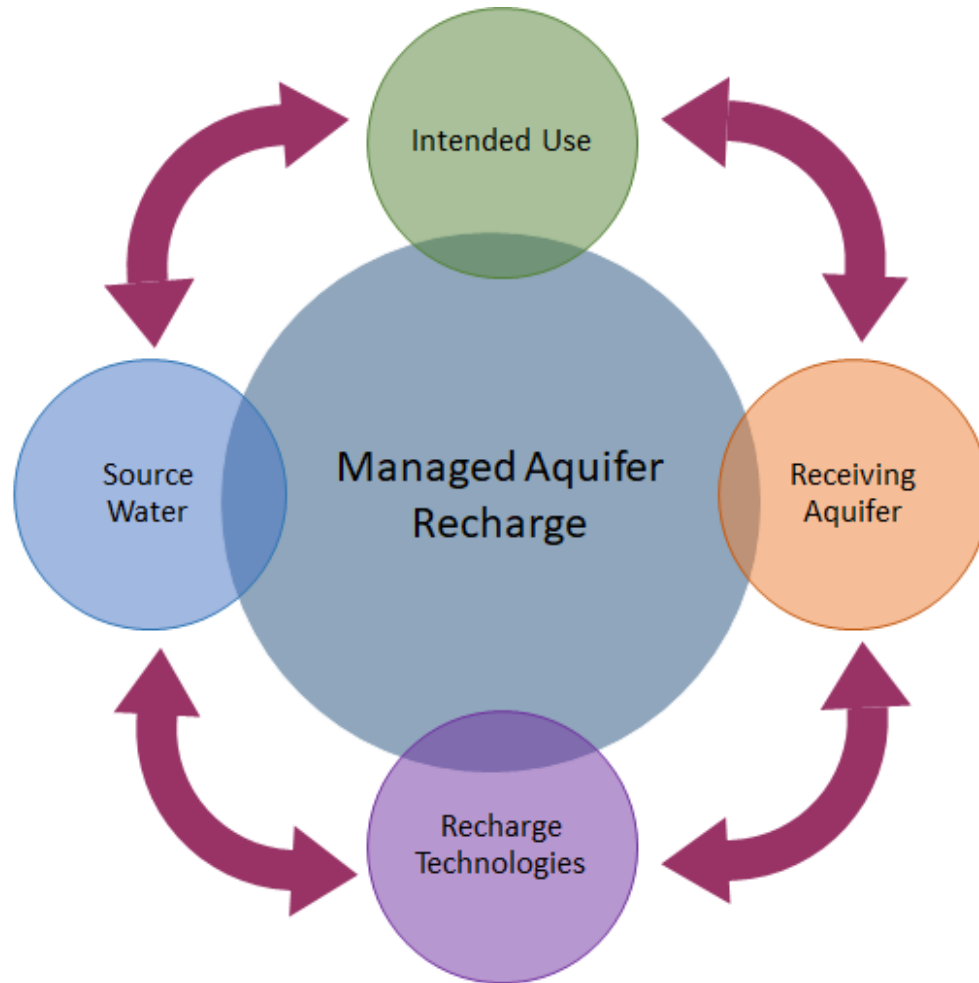 Intended Use
Source
Water
Managed Aquifer
Recharge
Receiving
Aquifer
Recharge
Technologies